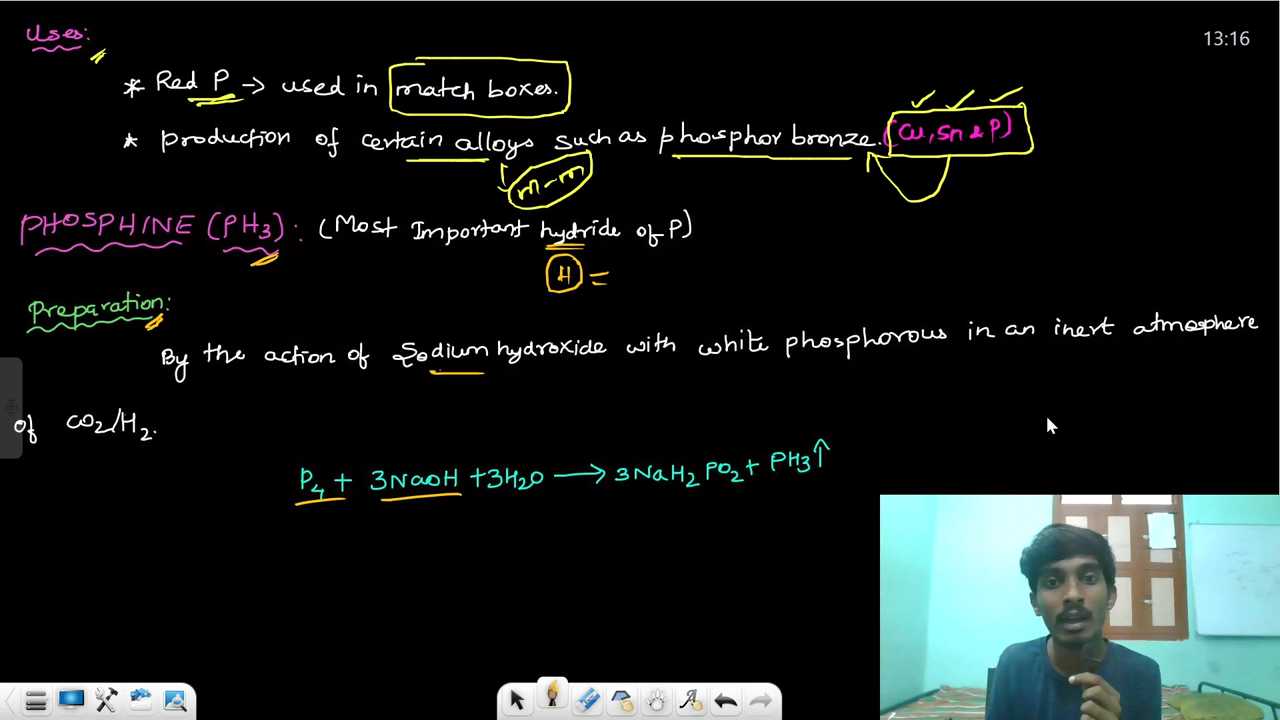 Uses:
13:16
* Red P → used in match boxes.
* production of certain alloys such as phosphor bronze. (Cu, Sn & P)
m-m
PHOSPHINE (PH3): (Most Important hydride of P)
H =
Preparation:
By the action of Sodium hydroxide with white phosphorous in an inert atmosphere
of CO2/H2.
P4 + 3NaOH + 3H2O → 3NaH2PO2 + PH3↑